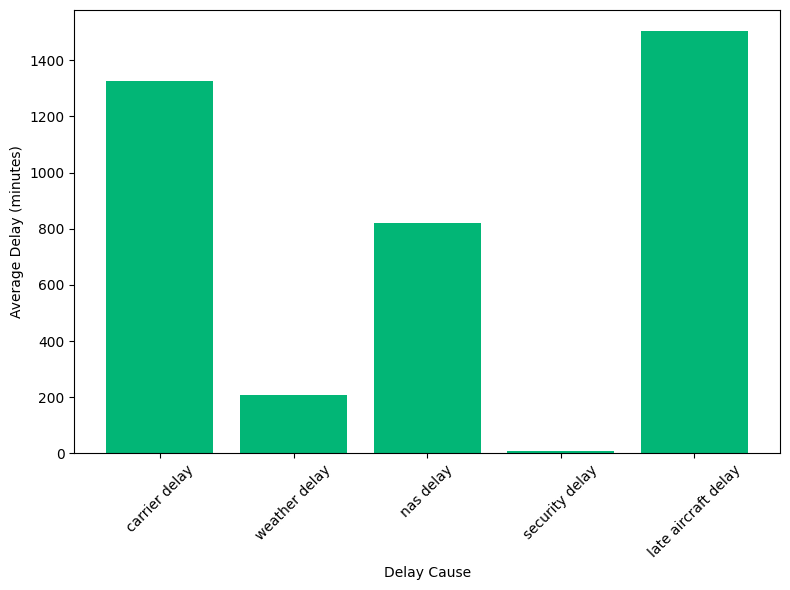 1400
1200
1000
800
600
400
200
0
Average Delay (minutes)
carrier delay
weather delay
nas delay
security delay
late aircraft delay
Delay Cause